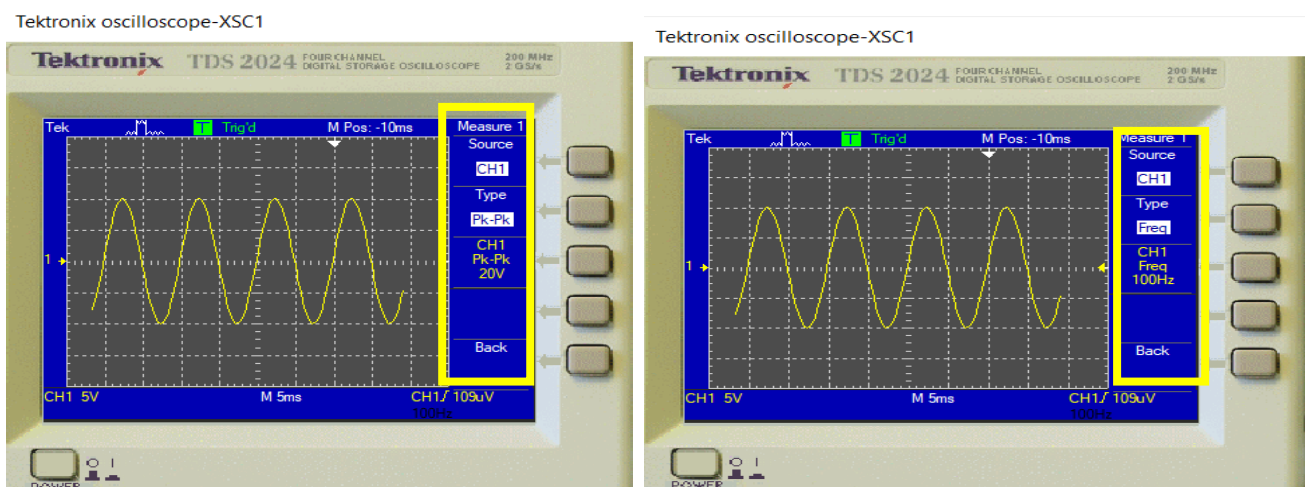 Tektronix oscilloscope-XSC1
Tektronix TDS 2024 FOUR CHANNEL
DIGITAL STORAGE OSCILLOSCOPE
200 MHz
2 GS/s
Tek T Trig'd M Pos: -10ms Measure 1
Source
CH1
Type
Pk-Pk
CH1
Pk-Pk
20V
1
Back
CH1 5V M 5ms CH1 109uV
100Hz
POWER
Tektronix oscilloscope-XSC1
Tektronix TDS 2024 FOUR CHANNEL
DIGITAL STORAGE OSCILLOSCOPE
200 MHz
2 GS/s
Tek T Trig'd M Pos: -10ms Measure 1
Source
CH1
Type
Freq
CH1
Freq
100Hz
1
Back
CH1 5V M 5ms CH1 109uV
100Hz
POWER